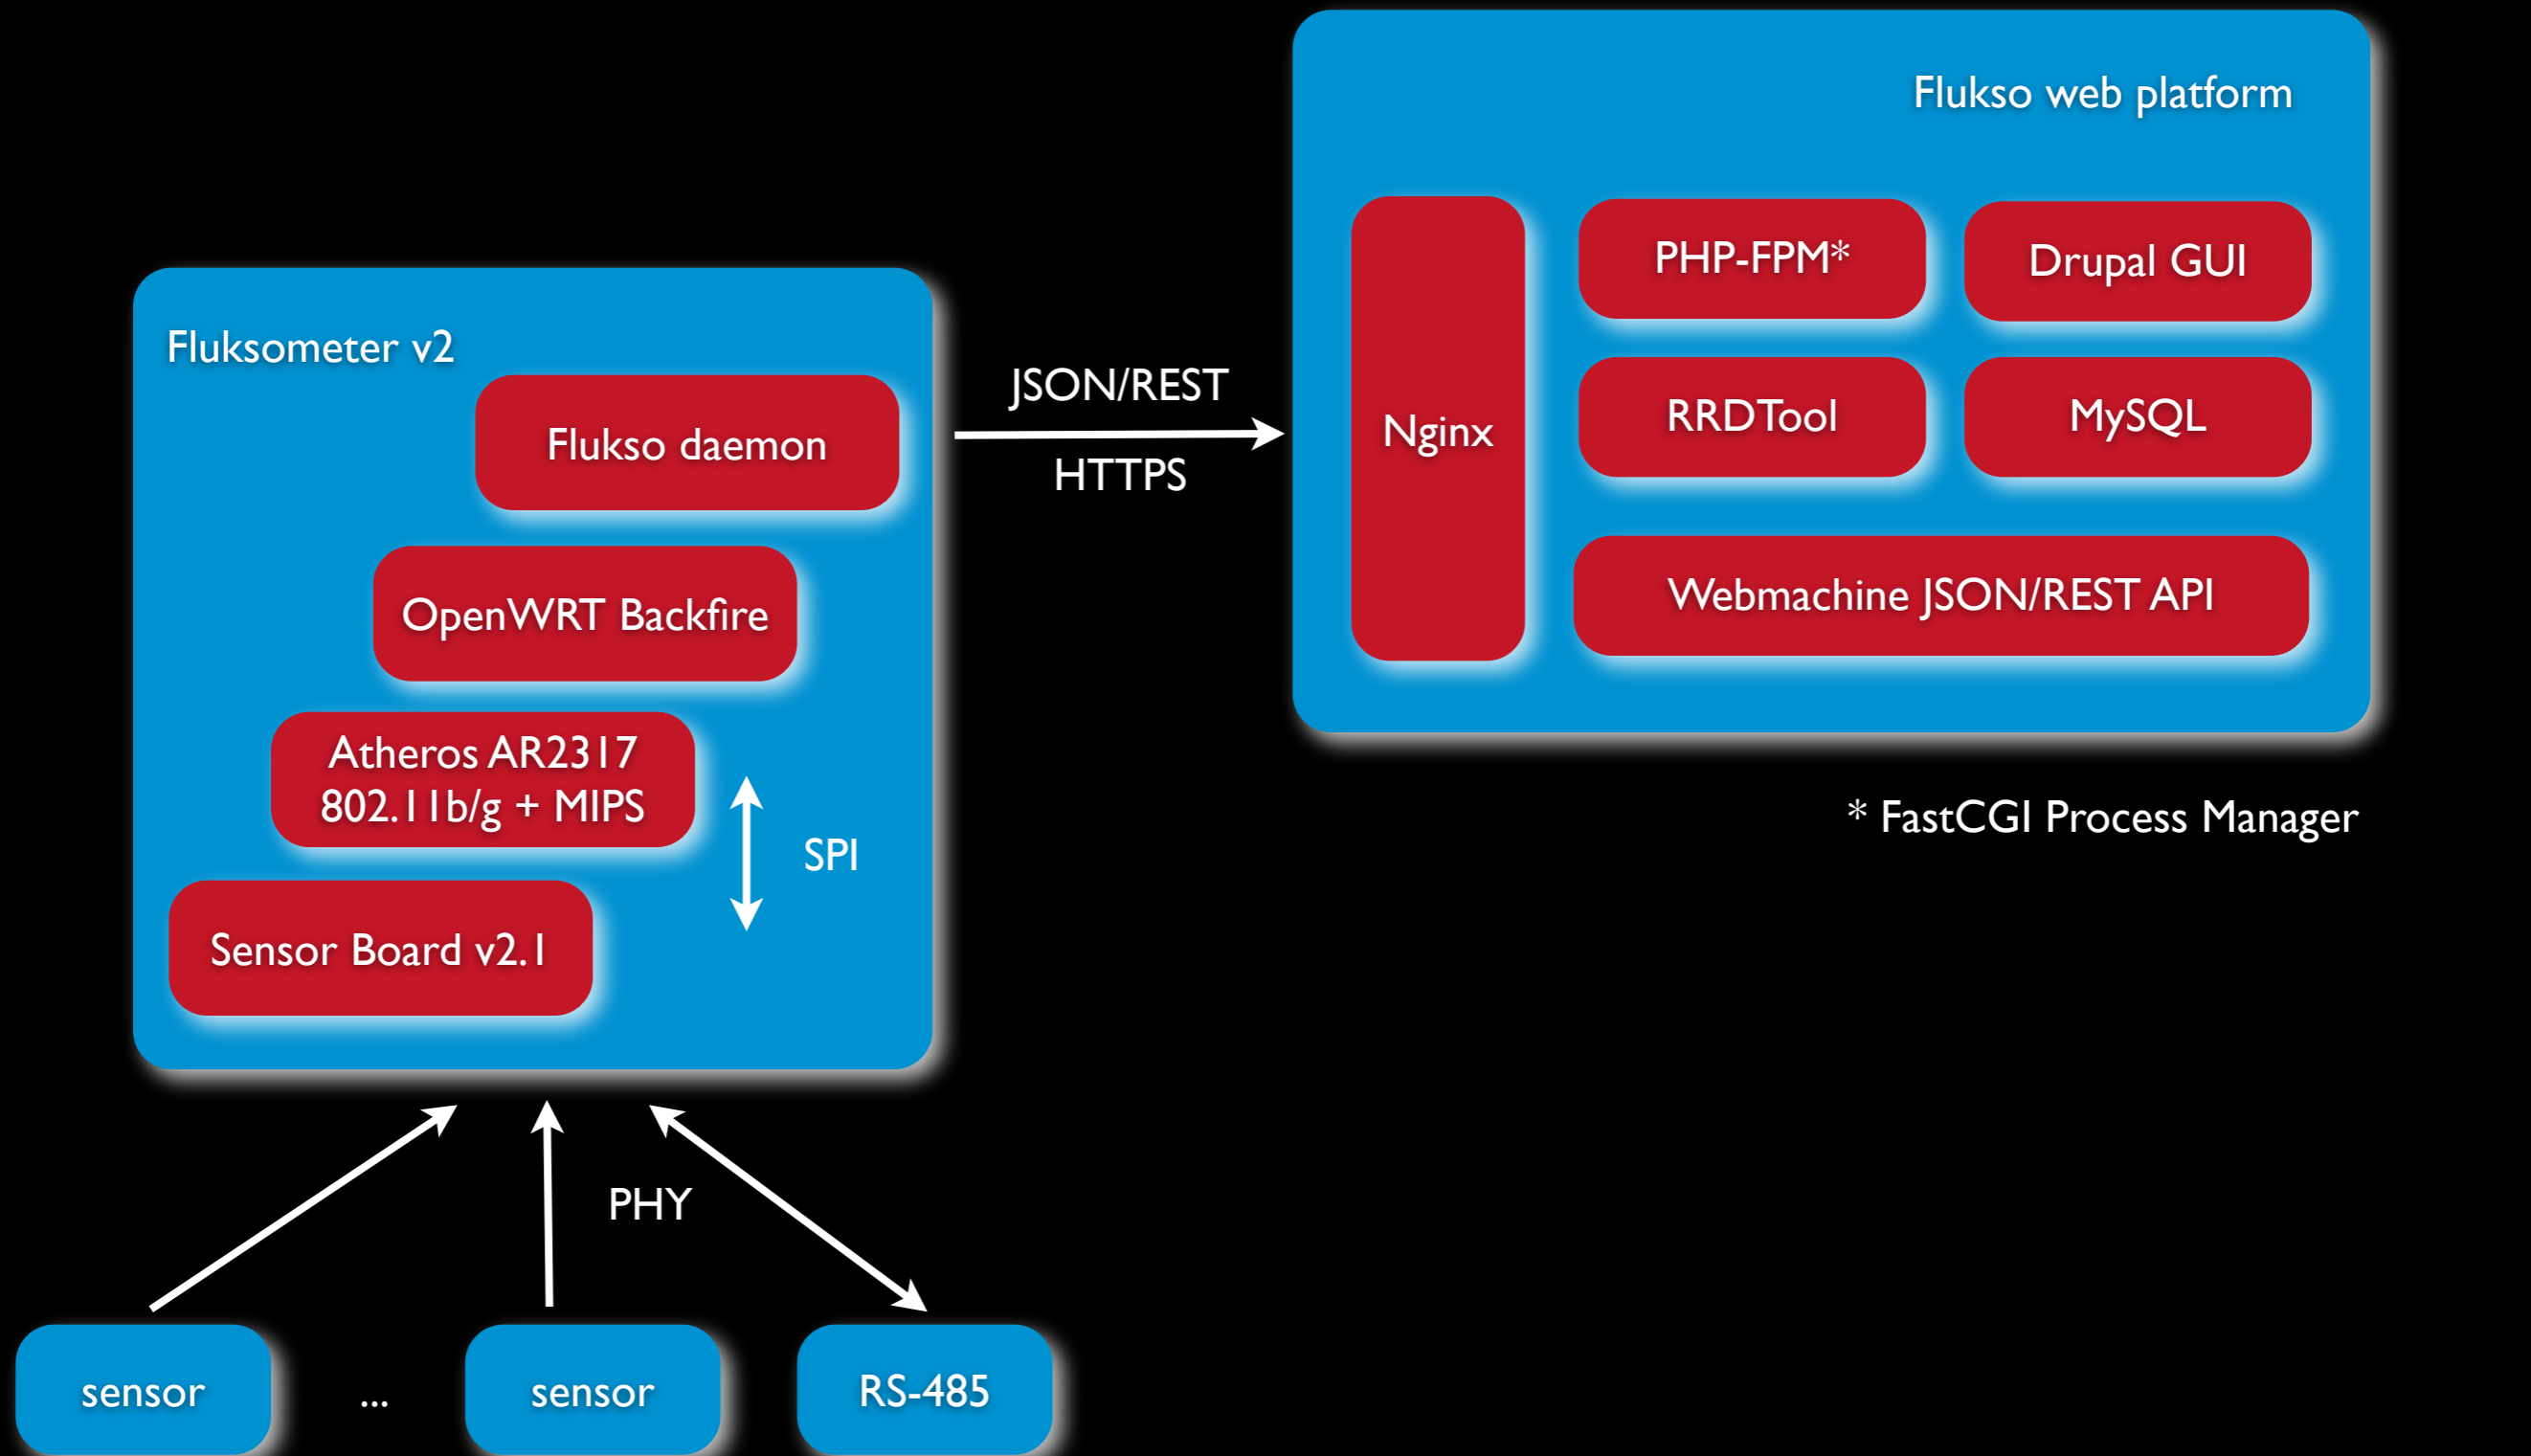 Flukso web platform
PHP-FPM*
Drupal GUI
Nginx
RRDTool
MySQL
Webmachine JSON/REST API
* FastCGI Process Manager
JSON/REST
HTTPS
Fluksometer v2
Flukso daemon
OpenWRT Backfire
Atheros AR2317
802.11b/g + MIPS
SPI
Sensor Board v2.1
PHY
sensor
...
sensor
RS-485